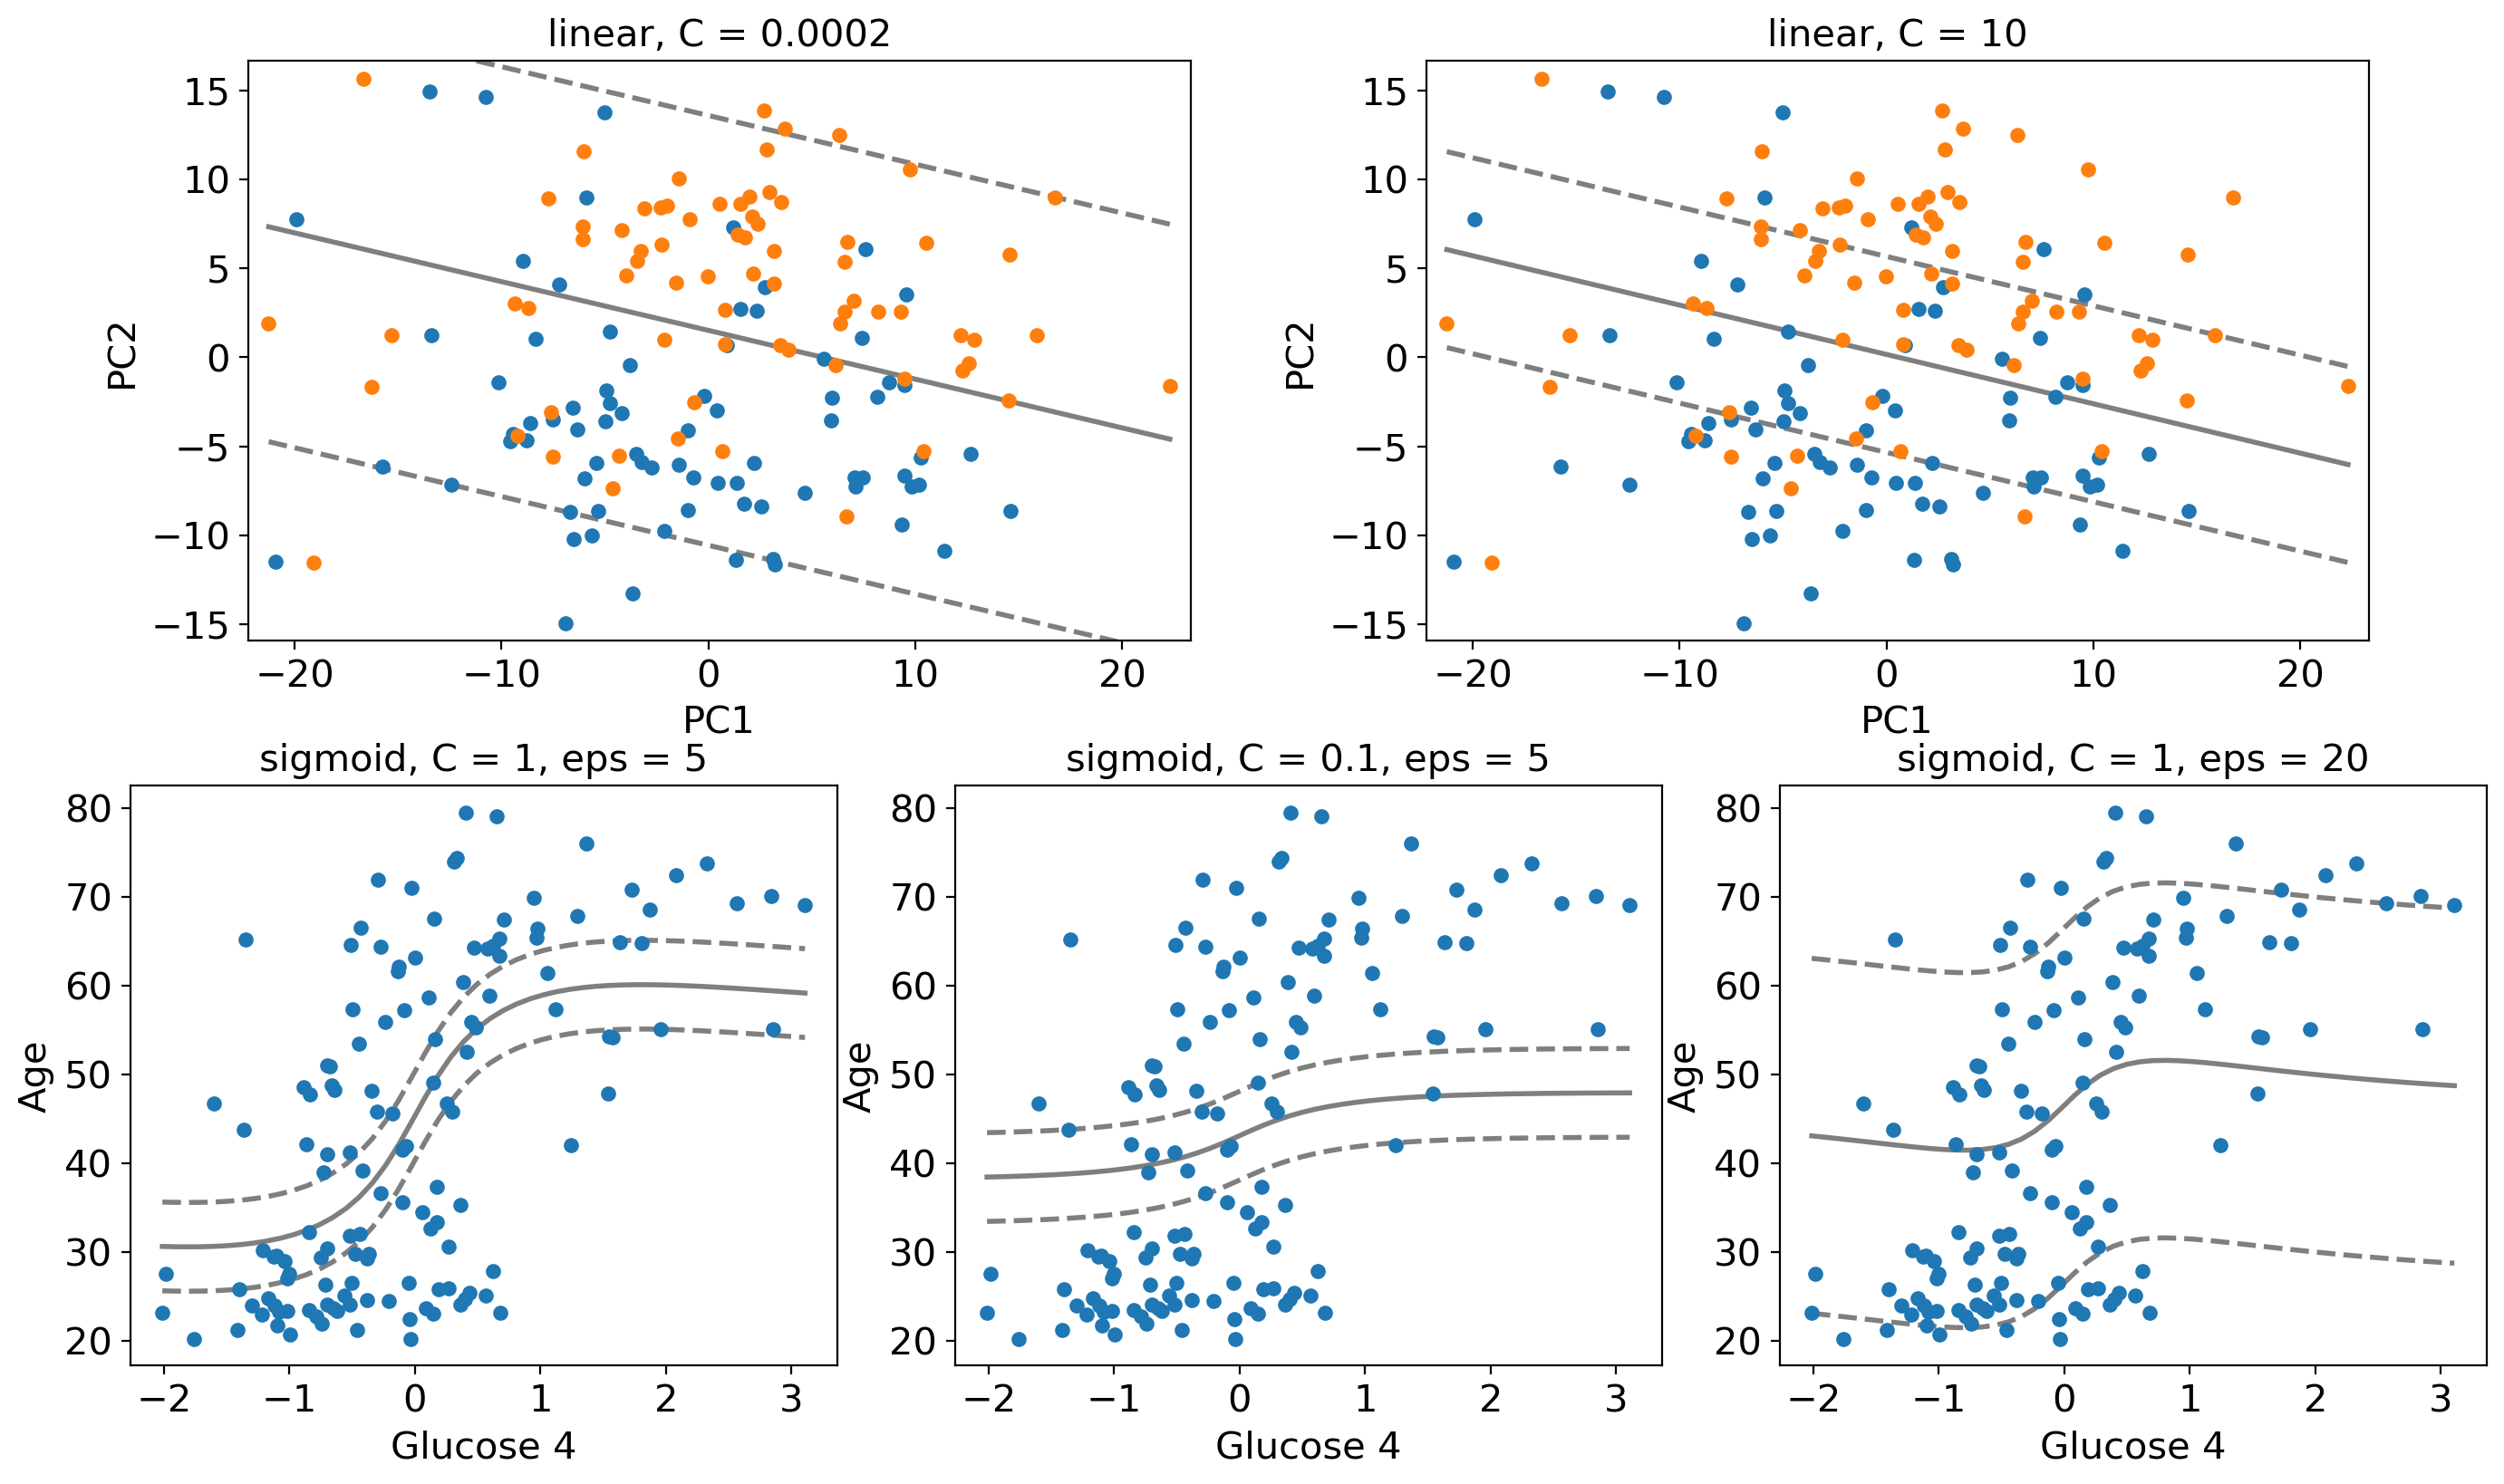 linear, C = 0.0002
linear, C = 10
15
10
5
0
−5
−10
−15
PC2
−20 −10 0 10 20
PC1
15
10
5
0
−5
−10
−15
PC2
−20 −10 0 10 20
PC1
sigmoid, C = 1, eps = 5
sigmoid, C = 0.1, eps = 5
sigmoid, C = 1, eps = 20
80
70
60
50
40
30
20
Age
−2 −1 0 1 2 3
Glucose 4
80
70
60
50
40
30
20
Age
−2 −1 0 1 2 3
Glucose 4
80
70
60
50
40
30
20
Age
−2 −1 0 1 2 3
Glucose 4